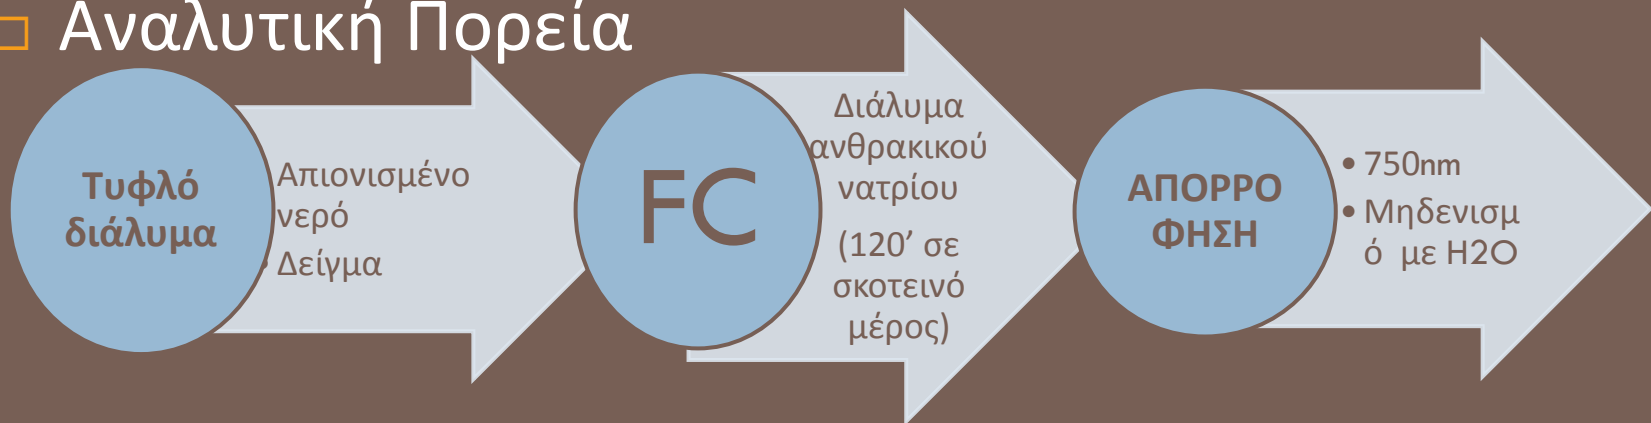 Αναλυτική Πορεία
Τυφλό
διάλυμα
Απιονισμένο
νερό
• Δείγμα
FC
Διάλυμα
ανθρακικού
νατρίου
(120’ σε
σκοτεινό
μέρος)
ΑΠΟΡΡΟ
ΦΗΣΗ
• 750nm
• Μηδενισμ
ό με H2O